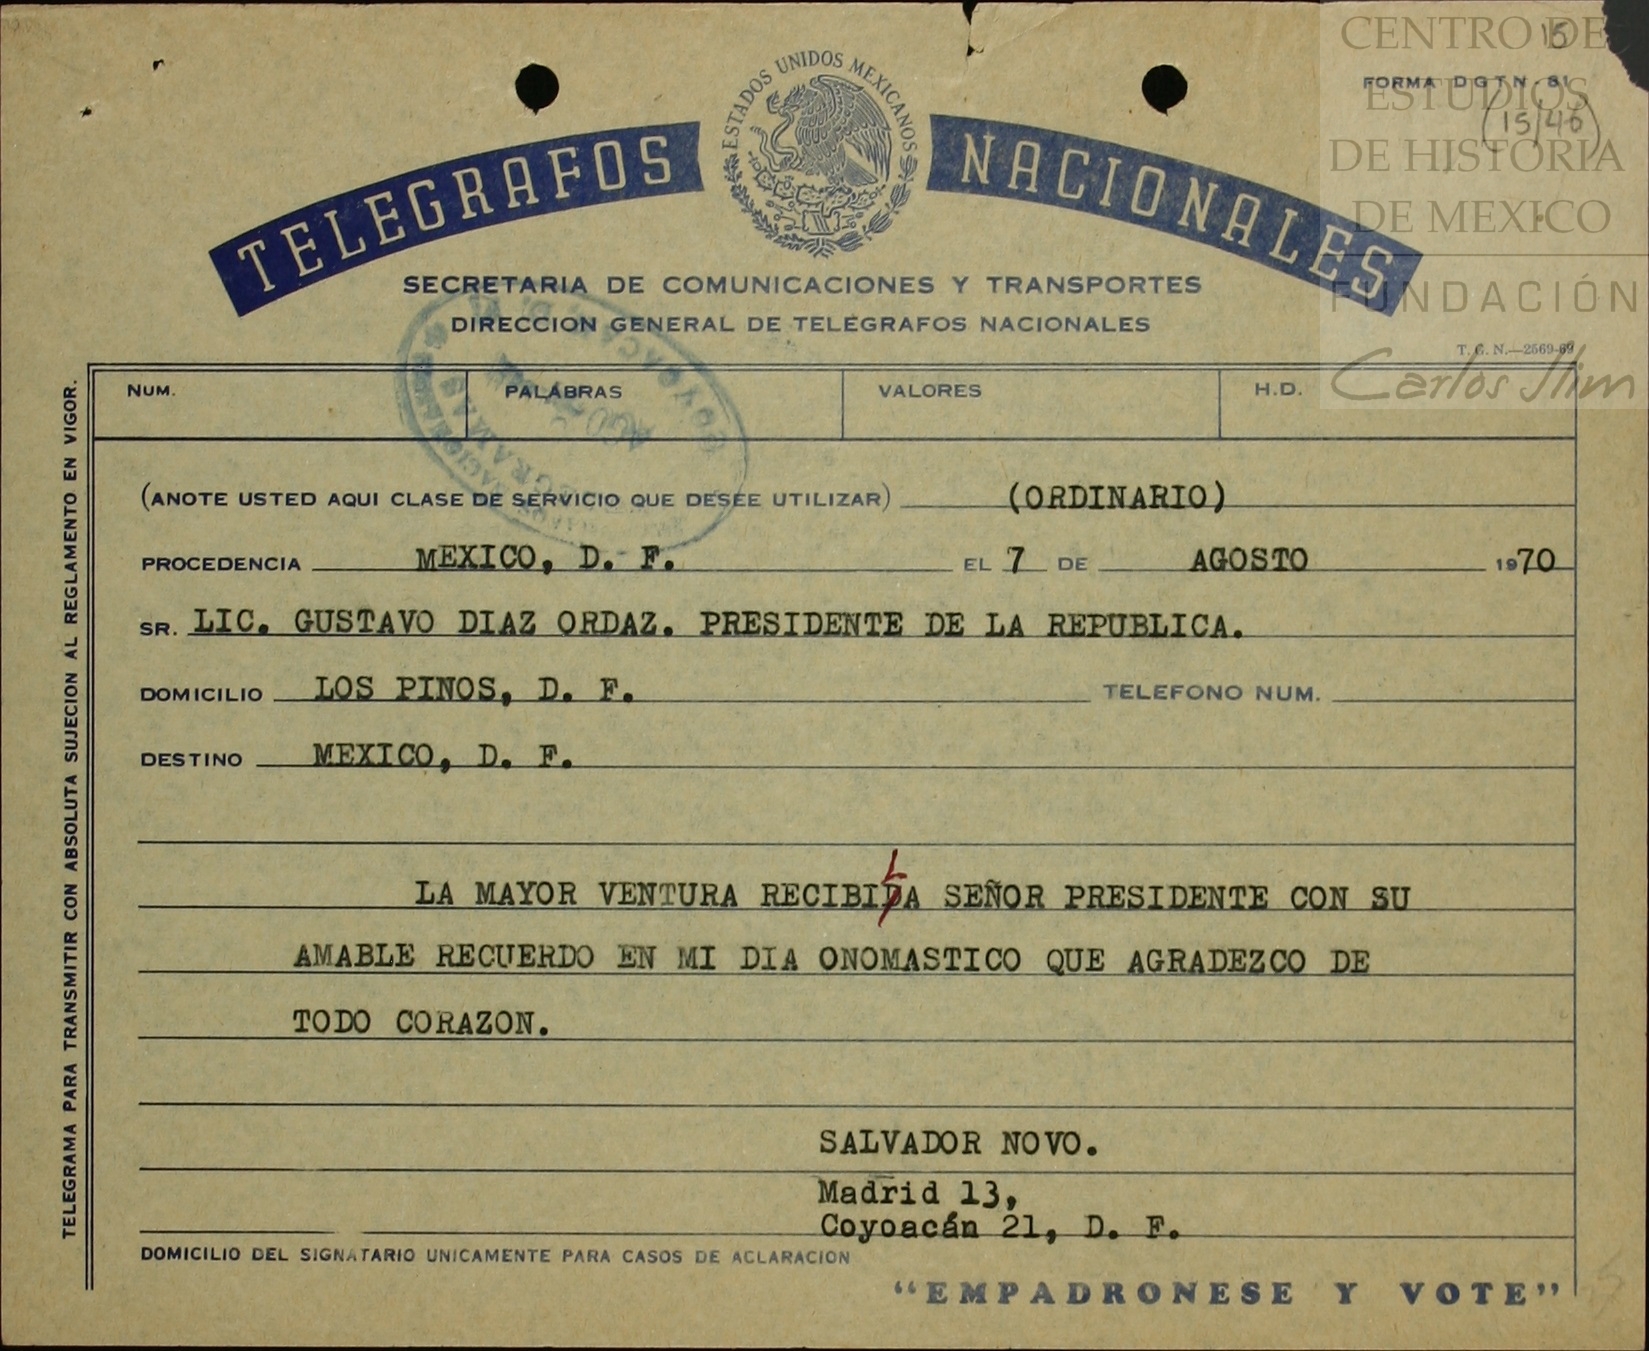 CENTRO DE
ESTUDIOS
DE HISTORIA
DE MEXICO
FUNDACIÓN
Carlos Slim
15
FORMA D G T N 81
(15/46)
ESTADOS UNIDOS MEXICANOS
TELEGRAFOS NACIONALES
SECRETARIA DE COMUNICACIONES Y TRANSPORTES
DIRECCION GENERAL DE TELEGRAFOS NACIONALES
T. G. N.—2569-69
NUM. PALABRAS VALORES H.D.
(ANOTE USTED AQUI CLASE DE SERVICIO QUE DESEE UTILIZAR) (ORDINARIO)
PROCEDENCIA MEXICO, D. F. EL 7 DE AGOSTO 1970
SR. LIC. GUSTAVO DIAZ ORDAZ. PRESIDENTE DE LA REPUBLICA.
DOMICILIO LOS PINOS, D. F. TELEFONO NUM.
DESTINO MEXICO, D. F.
LA MAYOR VENTURA RECIBIDA SEÑOR PRESIDENTE CON SU
AMABLE RECUERDO EN MI DIA ONOMASTICO QUE AGRADEZCO DE
TODO CORAZON.
SALVADOR NOVO.
Madrid 13,
Coyoacán 21, D. F.
DOMICILIO DEL SIGNATARIO UNICAMENTE PARA CASOS DE ACLARACION
“EMPADRONESE Y VOTE”
TELEGRAMA PARA TRANSMITIR CON ABSOLUTA SUJECION AL REGLAMENTO EN VIGOR.